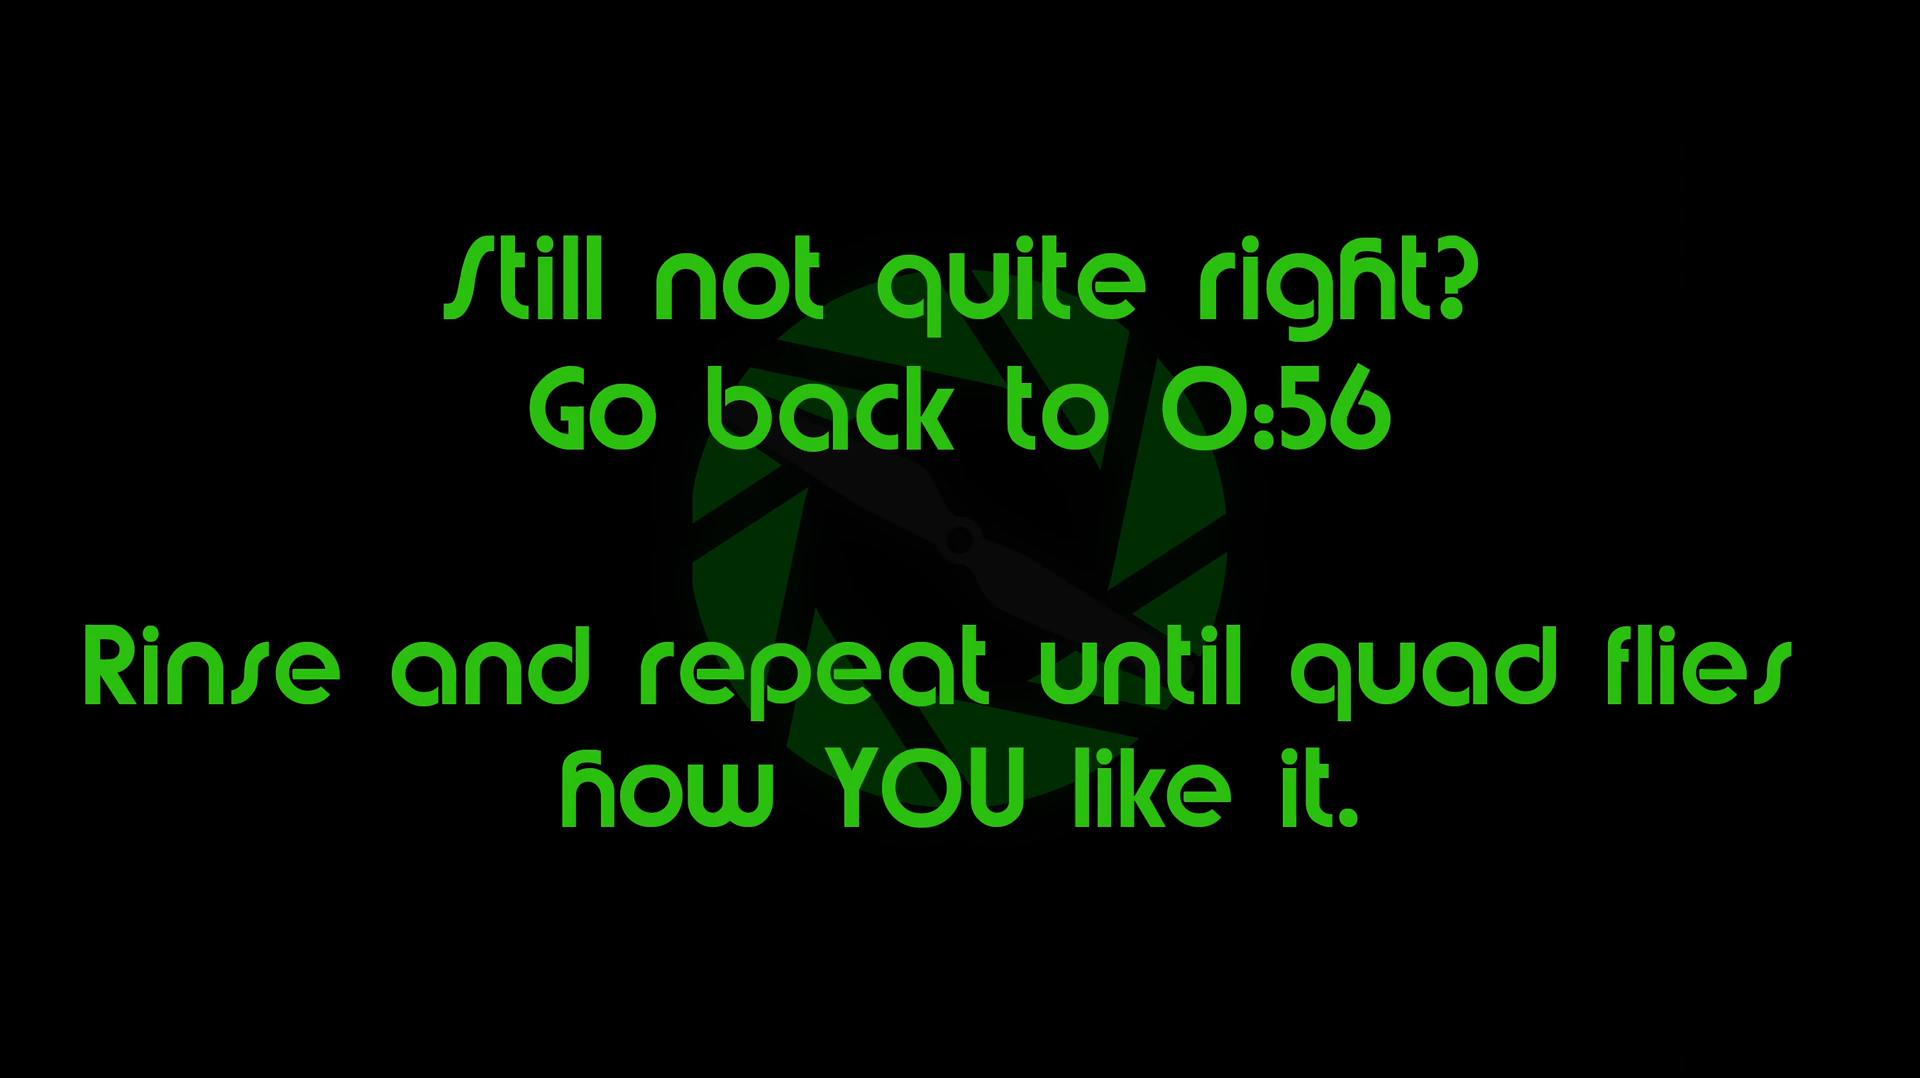 Still not quite right?
Go back to 0:56
Rinse and repeat until quad flies
how YOU like it.